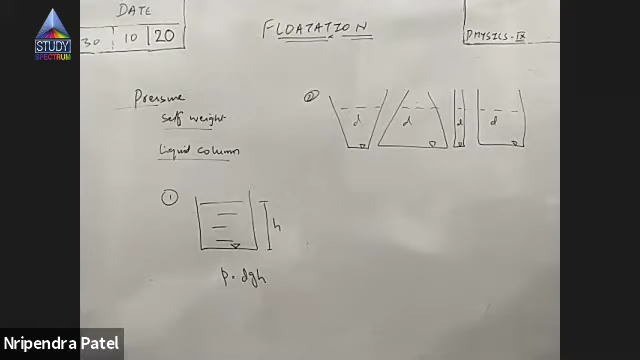 DATE
30 10 20
STUDY
SPECTRUM
FLOATATION
PHYSICS-IX
Pressure
self weight
Liquid column
①
h
p = dgh
②
d d d d
Nripendra Patel